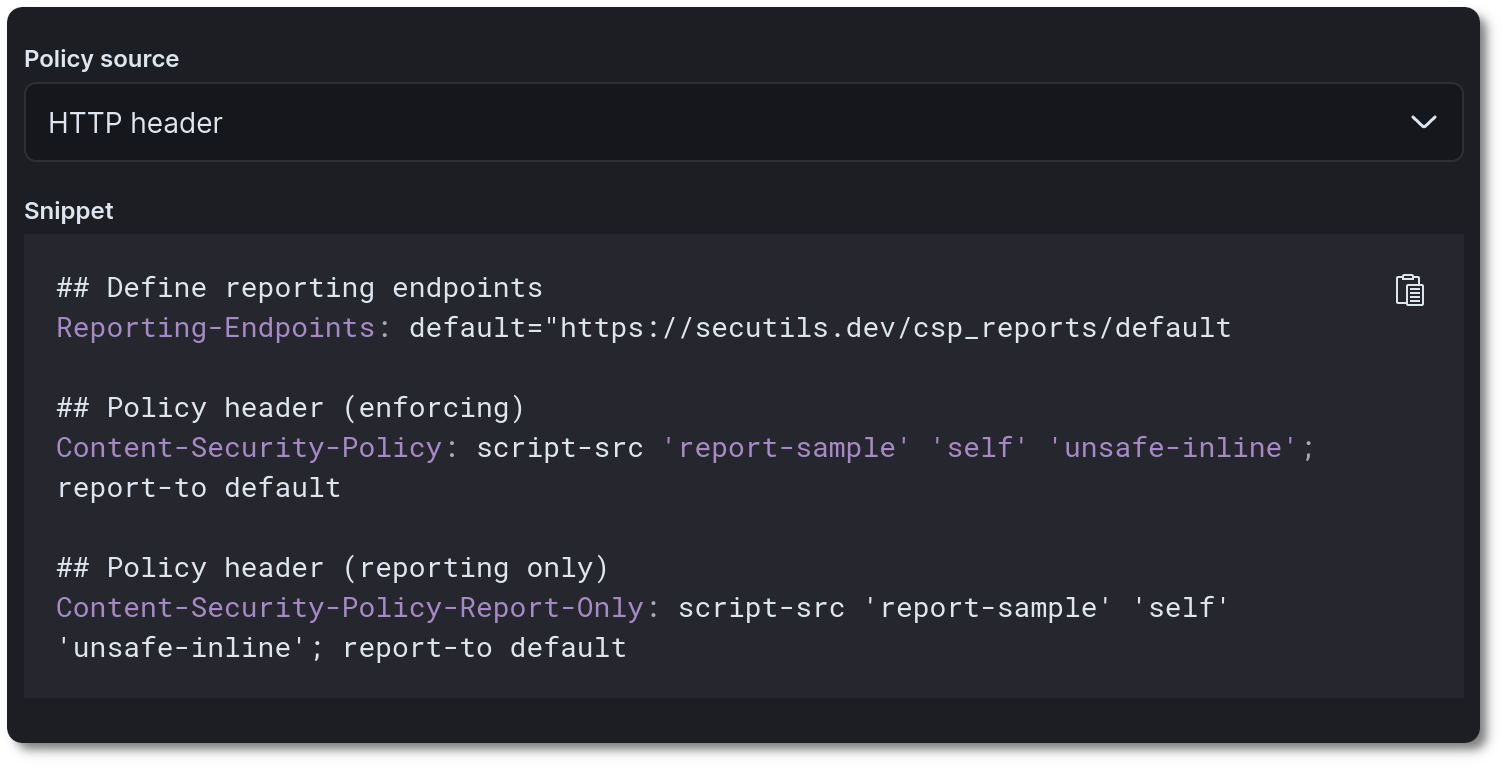 Policy source
HTTP header
Snippet
## Define reporting endpoints
Reporting-Endpoints: default="https://secutils.dev/csp_reports/default
## Policy header (enforcing)
Content-Security-Policy: script-src 'report-sample' 'self' 'unsafe-inline';
report-to default
## Policy header (reporting only)
Content-Security-Policy-Report-Only: script-src 'report-sample' 'self'
'unsafe-inline'; report-to default